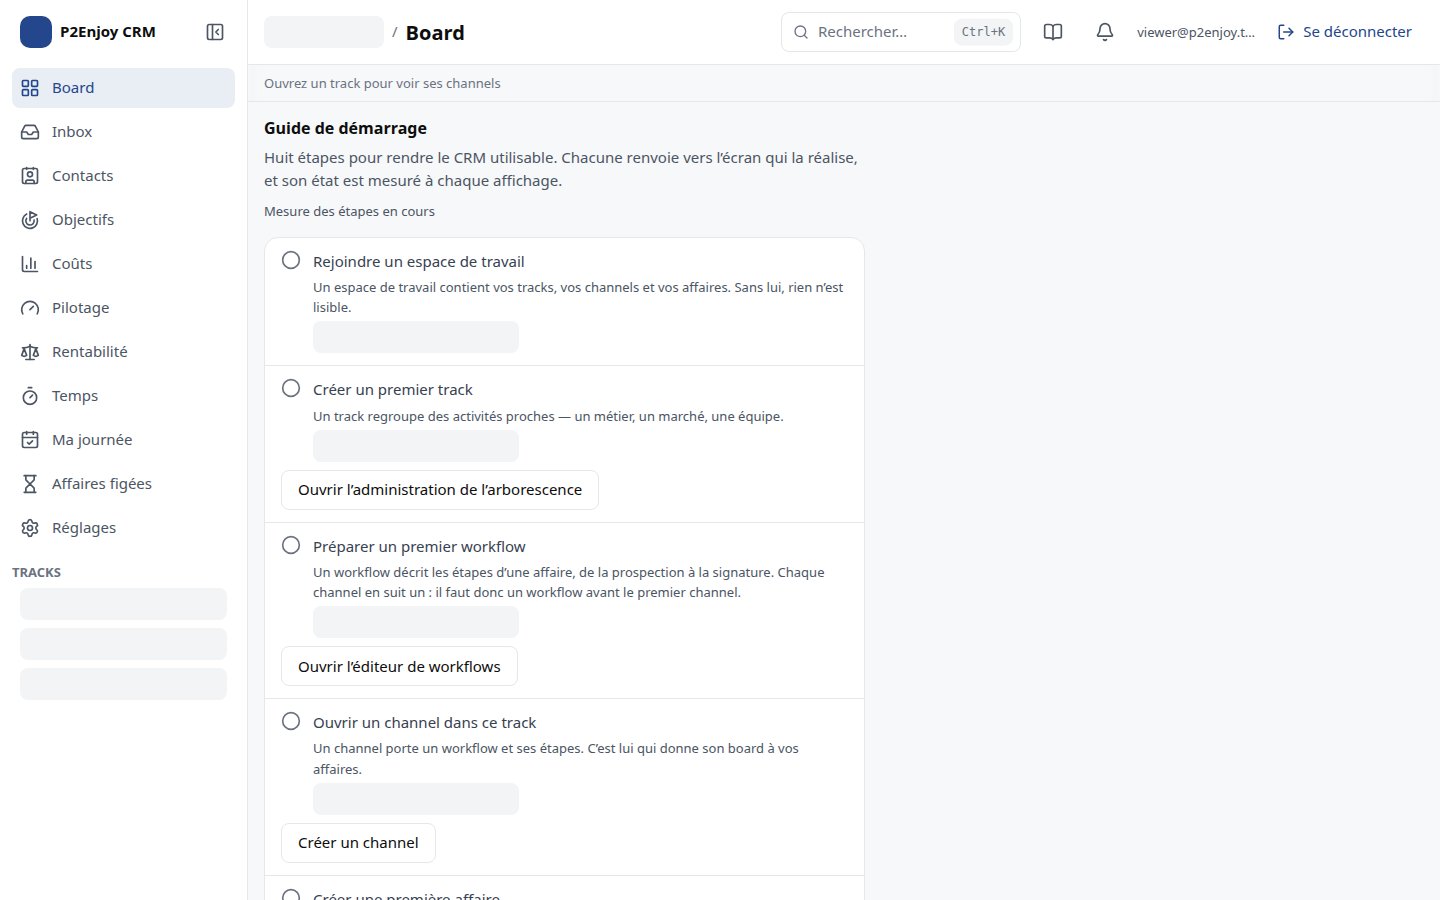 P2Enjoy CRM
Board
Inbox
Contacts
Objectifs
Coûts
Pilotage
Rentabilité
Temps
Ma journée
Affaires figées
Réglages
TRACKS
/ Board
Rechercher...
Ctrl+K
viewer@p2enjoy.t...
Se déconnecter
Ouvrez un track pour voir ses channels
Guide de démarrage
Huit étapes pour rendre le CRM utilisable. Chacune renvoie vers l’écran qui la réalise,
et son état est mesuré à chaque affichage.
Mesure des étapes en cours
Rejoindre un espace de travail
Un espace de travail contient vos tracks, vos channels et vos affaires. Sans lui, rien n’est
lisible.
Créer un premier track
Un track regroupe des activités proches — un métier, un marché, une équipe.
Ouvrir l’administration de l’arborescence
Préparer un premier workflow
Un workflow décrit les étapes d’une affaire, de la prospection à la signature. Chaque
channel en suit un : il faut donc un workflow avant le premier channel.
Ouvrir l’éditeur de workflows
Ouvrir un channel dans ce track
Un channel porte un workflow et ses étapes. C’est lui qui donne son board à vos
affaires.
Créer un channel
Créer une première affaire